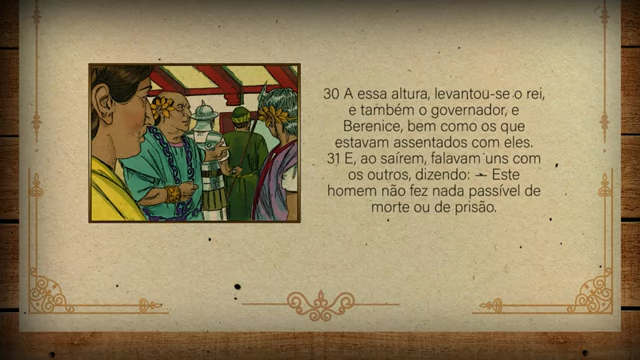 30 A essa altura, levantou-se o rei,
e também o governador, e
Berenice, bem como os que
estavam assentados com eles.
31 E, ao saírem, falavam uns com
os outros, dizendo: — Este
homem não fez nada passível de
morte ou de prisão.